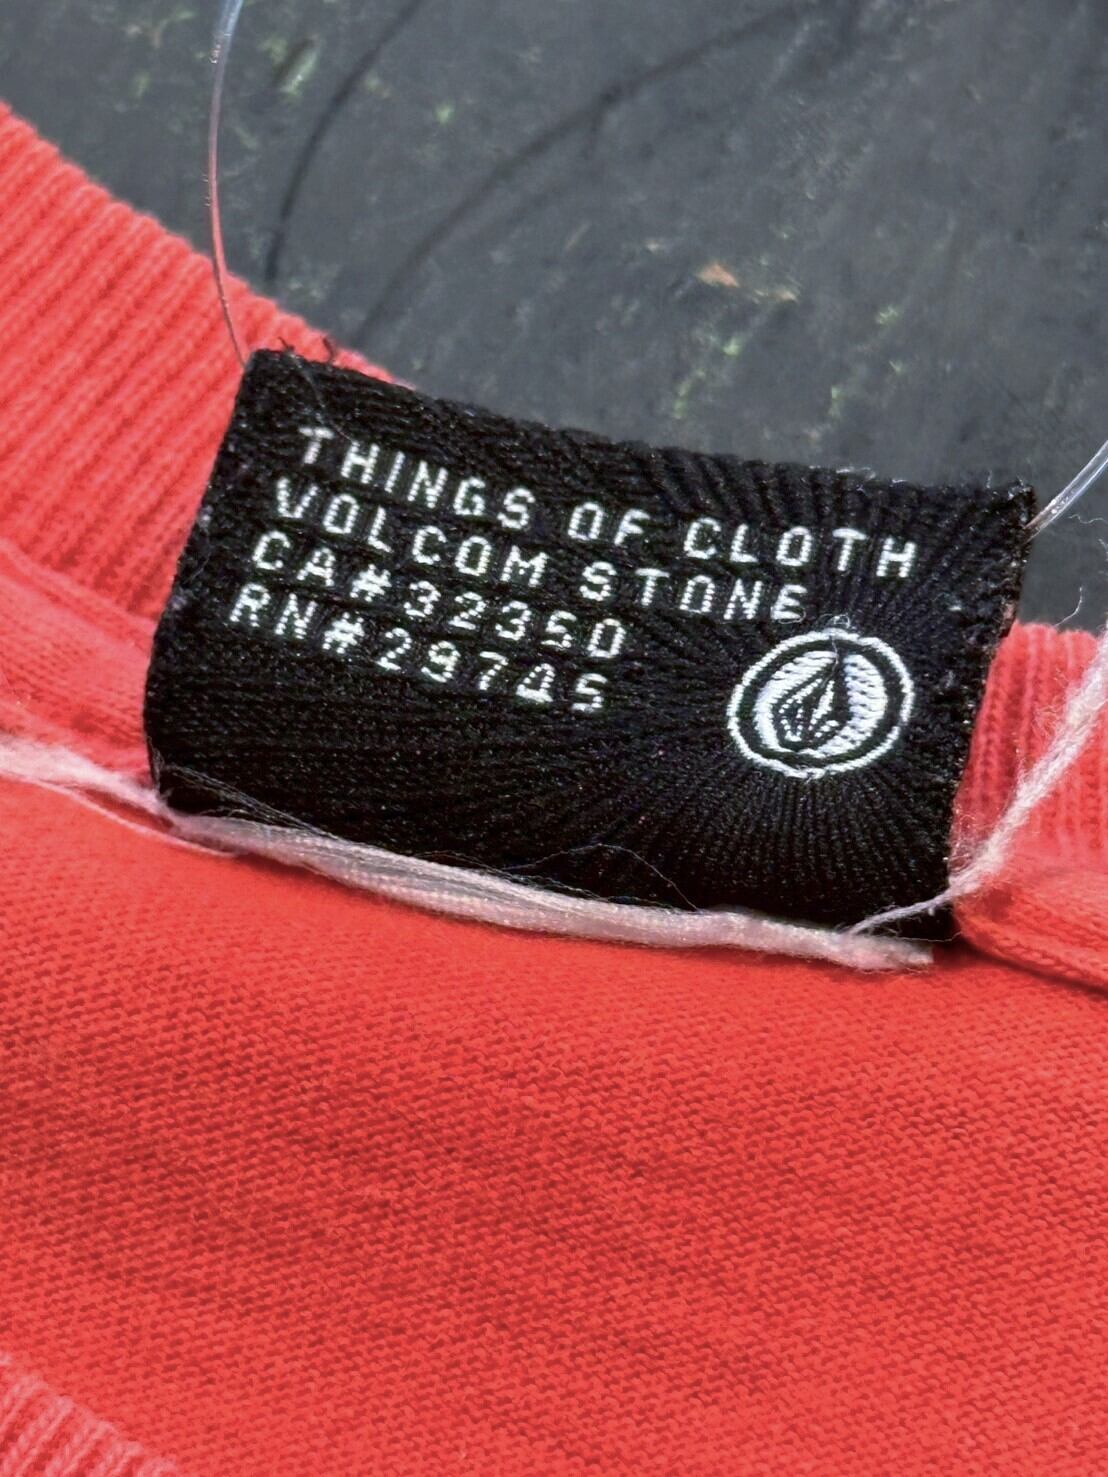 THINGS OF CLOTH
VOLCOM STONE
CA#32350
RN#29745